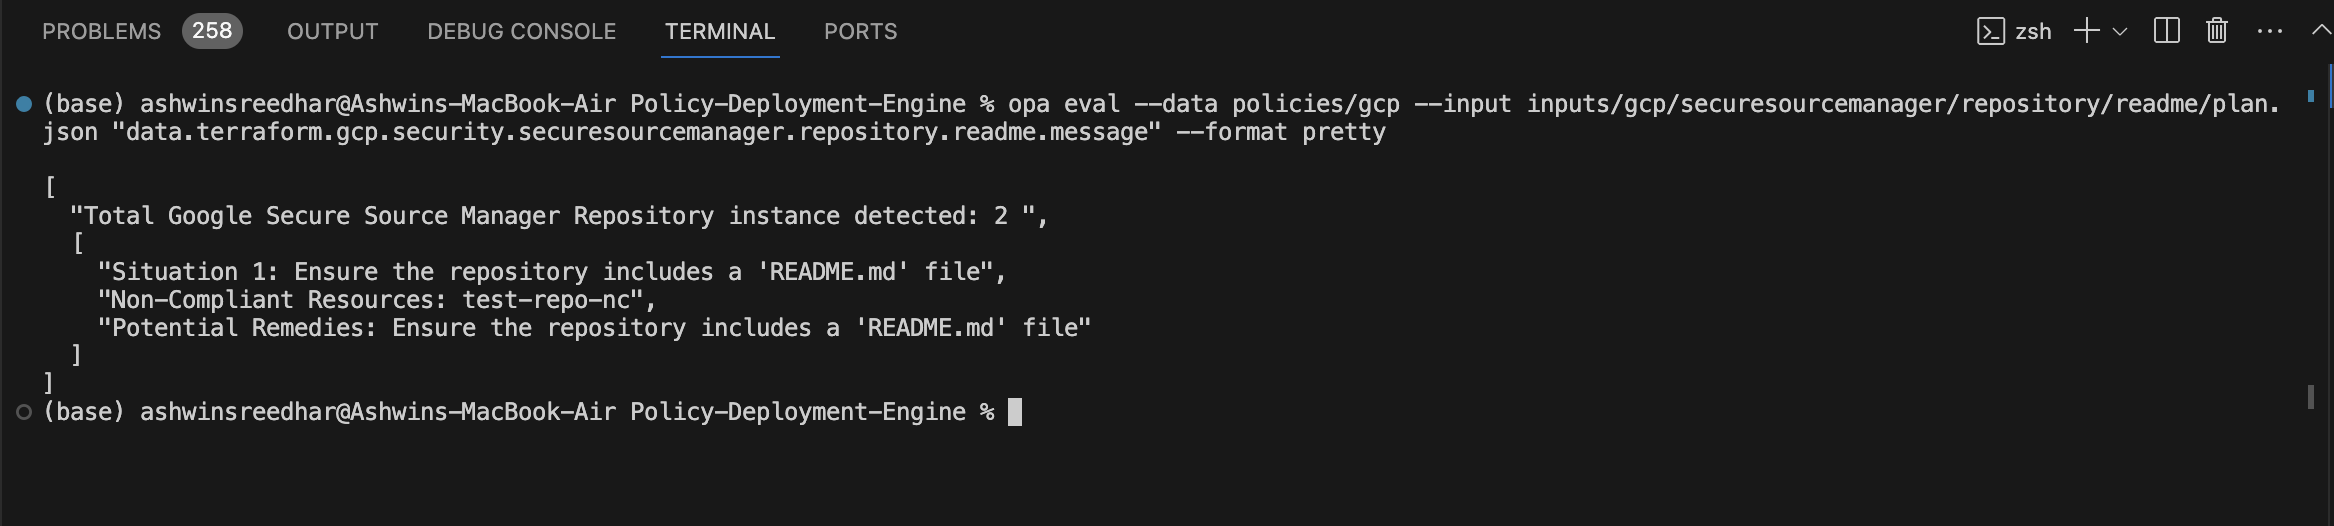 PROBLEMS 258 OUTPUT DEBUG CONSOLE TERMINAL PORTS zsh
(base) ashwinsreedhar@Ashwins-MacBook-Air Policy-Deployment-Engine % opa eval --data policies/gcp --input inputs/gcp/securesourcemanager/repository/readme/plan.
json "data.terraform.gcp.security.securesourcemanager.repository.readme.message" --format pretty
[
"Total Google Secure Source Manager Repository instance detected: 2 ",
[
"Situation 1: Ensure the repository includes a 'README.md' file",
"Non-Compliant Resources: test-repo-nc",
"Potential Remedies: Ensure the repository includes a 'README.md' file"
]
]
(base) ashwinsreedhar@Ashwins-MacBook-Air Policy-Deployment-Engine %